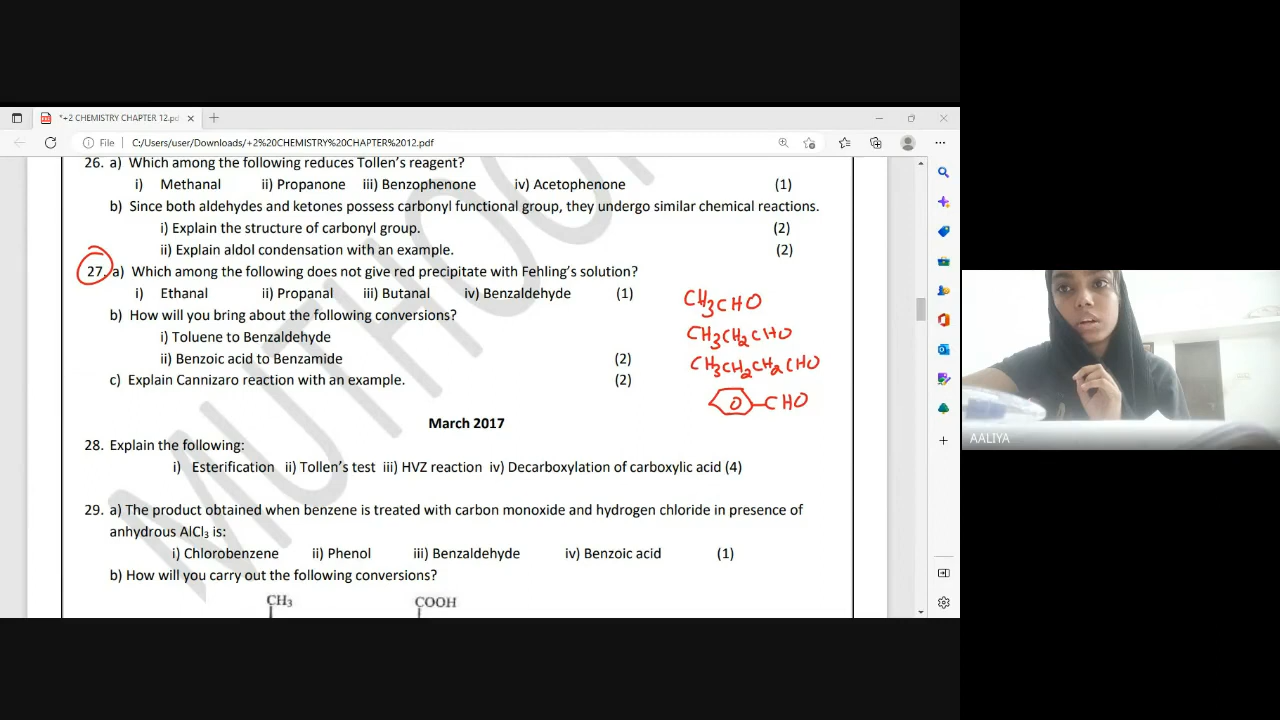 *+2 CHEMISTRY CHAPTER 12.pd
File
C:/Users/user/Downloads/+2%20CHEMISTRY%20CHAPTER%2012.pdf
26. a) Which among the following reduces Tollen's reagent?
i) Methanal ii) Propanone iii) Benzophenone iv) Acetophenone (1)
b) Since both aldehydes and ketones possess carbonyl functional group, they undergo similar chemical reactions.
i) Explain the structure of carbonyl group. (2)
ii) Explain aldol condensation with an example. (2)
27. a) Which among the following does not give red precipitate with Fehling's solution?
i) Ethanal ii) Propanal iii) Butanal iv) Benzaldehyde (1)
b) How will you bring about the following conversions?
i) Toluene to Benzaldehyde
ii) Benzoic acid to Benzamide (2)
c) Explain Cannizaro reaction with an example. (2)
CH₃CHO
CH₃CH₂CHO
CH₃CH₂CH₂CHO
CHO
March 2017
28. Explain the following:
i) Esterification ii) Tollen's test iii) HVZ reaction iv) Decarboxylation of carboxylic acid (4)
29. a) The product obtained when benzene is treated with carbon monoxide and hydrogen chloride in presence of
anhydrous AlCl₃ is:
i) Chlorobenzene ii) Phenol iii) Benzaldehyde iv) Benzoic acid (1)
b) How will you carry out the following conversions?
CH₃ COOH
AALIYA